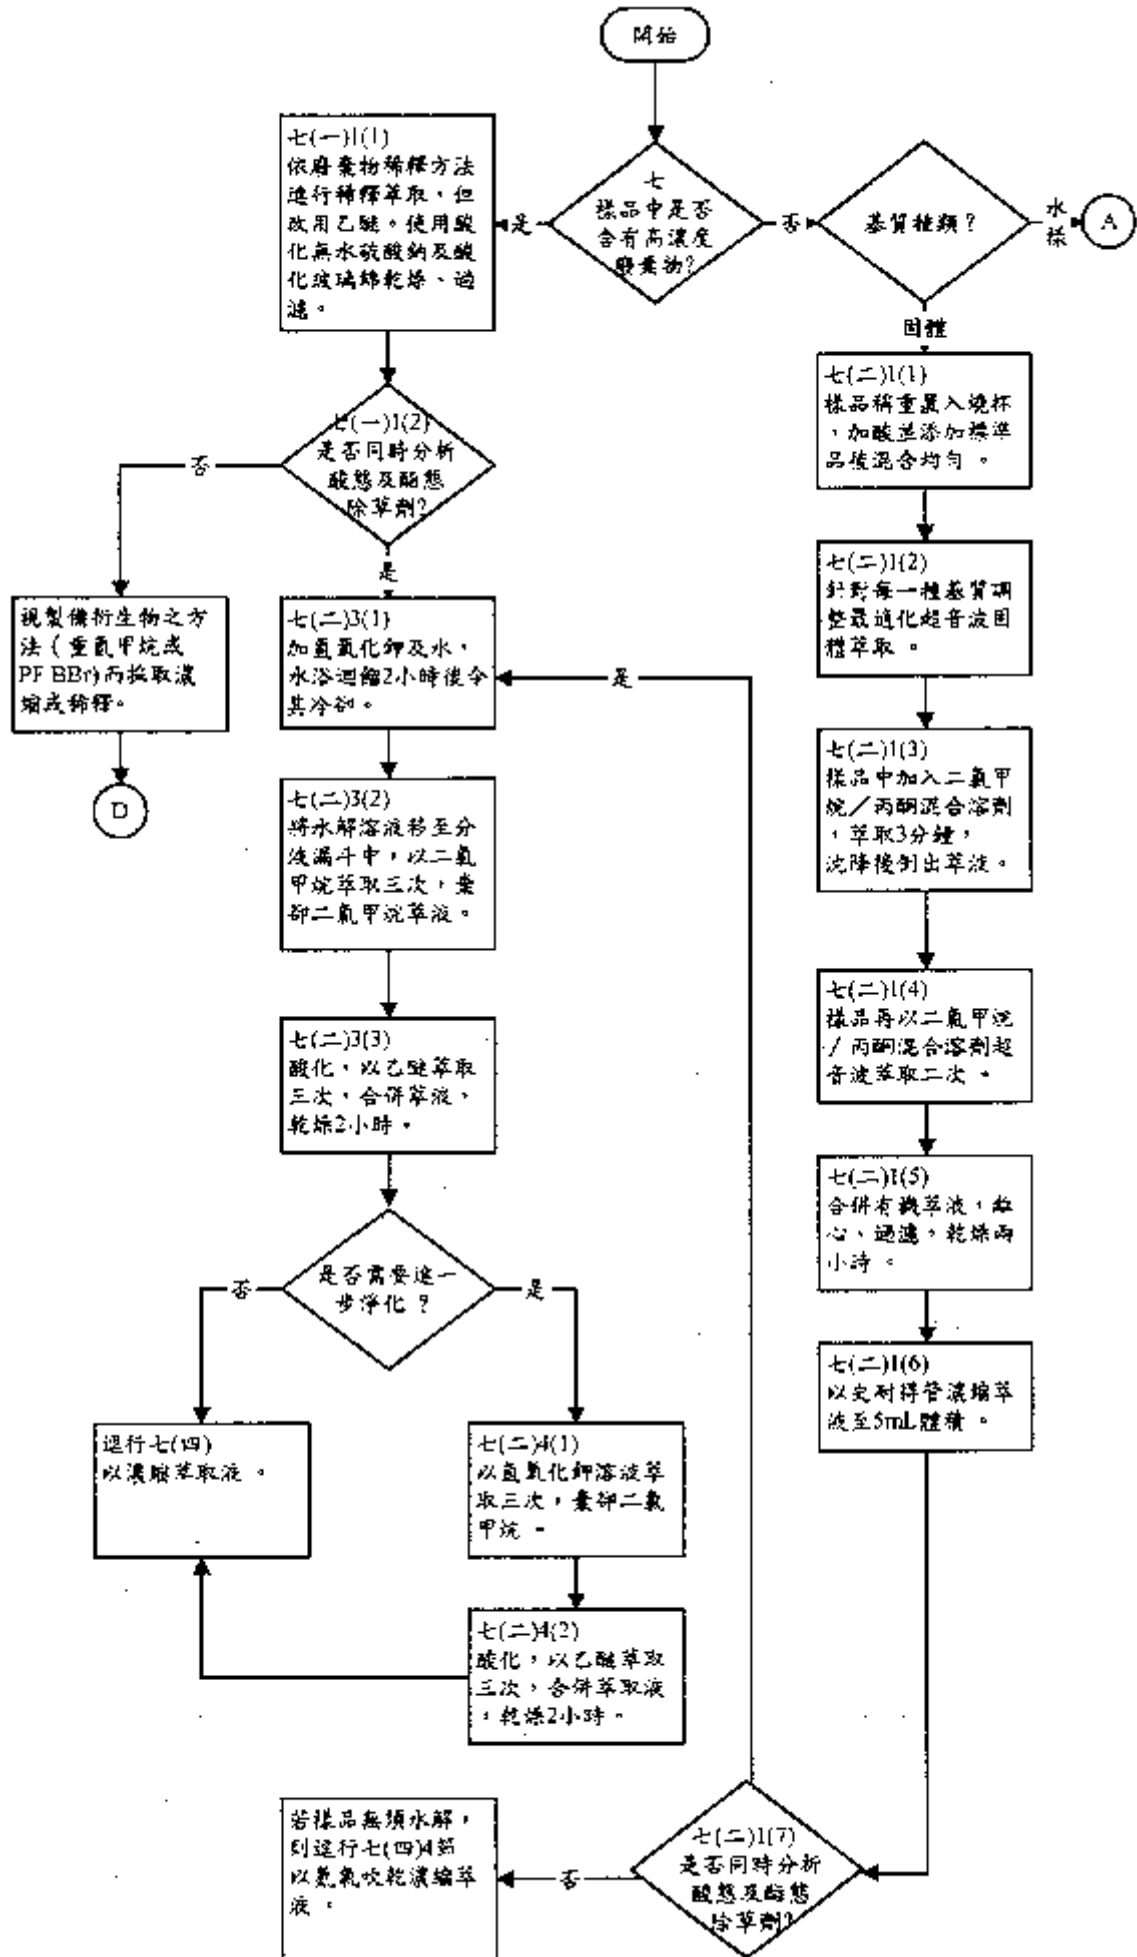 開始
七
樣品中是否
含有高濃度
廢棄物?
是
否
七(一)1(1)
依廢棄物稀釋方法
進行稀釋萃取，但
改用乙醚。使用酸
化無水硫酸鈉及酸
化玻璃綿乾燥、過
濾。
基質種類？
水
樣
A
固體
七(一)1(2)
是否同時分析
酸態及酯態
除草劑?
否
是
視製備衍生物之方
法（重氮甲烷或
PFBBr)而採取濃
縮或稀釋。
D
七(二)3(1)
加氫氧化鉀及水，
水浴迴餾2小時後令
其冷卻。
是
七(二)3(2)
將水解溶液移至分
液漏斗中，以二氯
甲烷萃取三次，棄
卻二氯甲烷萃液。
七(二)3(3)
酸化，以乙醚萃取
三次，合併萃液，
乾燥2小時。
是否需要進一
步淨化？
否
是
進行七(四)
以濃縮萃取液。
七(二)4(1)
以氫氧化鉀溶液萃
取三次，棄卻二氯
甲烷。
七(二)4(2)
酸化，以乙醚萃取
三次，合併萃取液
，乾燥2小時。
七(二)1(1)
樣品稱重置入燒杯
，加酸並添加標準
品後混合均勻。
七(二)1(2)
針對每一種基質調
整最適化超音波固
體萃取。
七(二)1(3)
樣品中加入二氯甲
烷／丙酮混合溶劑
，萃取3分鐘，
沈降後倒出萃液。
七(二)1(4)
樣品再以二氯甲烷
／丙酮混合溶劑超
音波萃取二次。
七(二)1(5)
合併有機萃液，離
心、過濾，乾燥兩
小時。
七(二)1(6)
以史耐得管濃縮萃
液至5mL體積。
七(二)1(7)
是否同時分析
酸態及酯態
除草劑?
否
若樣品無須水解，
則進行七(四)4節
以氮氣吹乾濃縮萃
液。